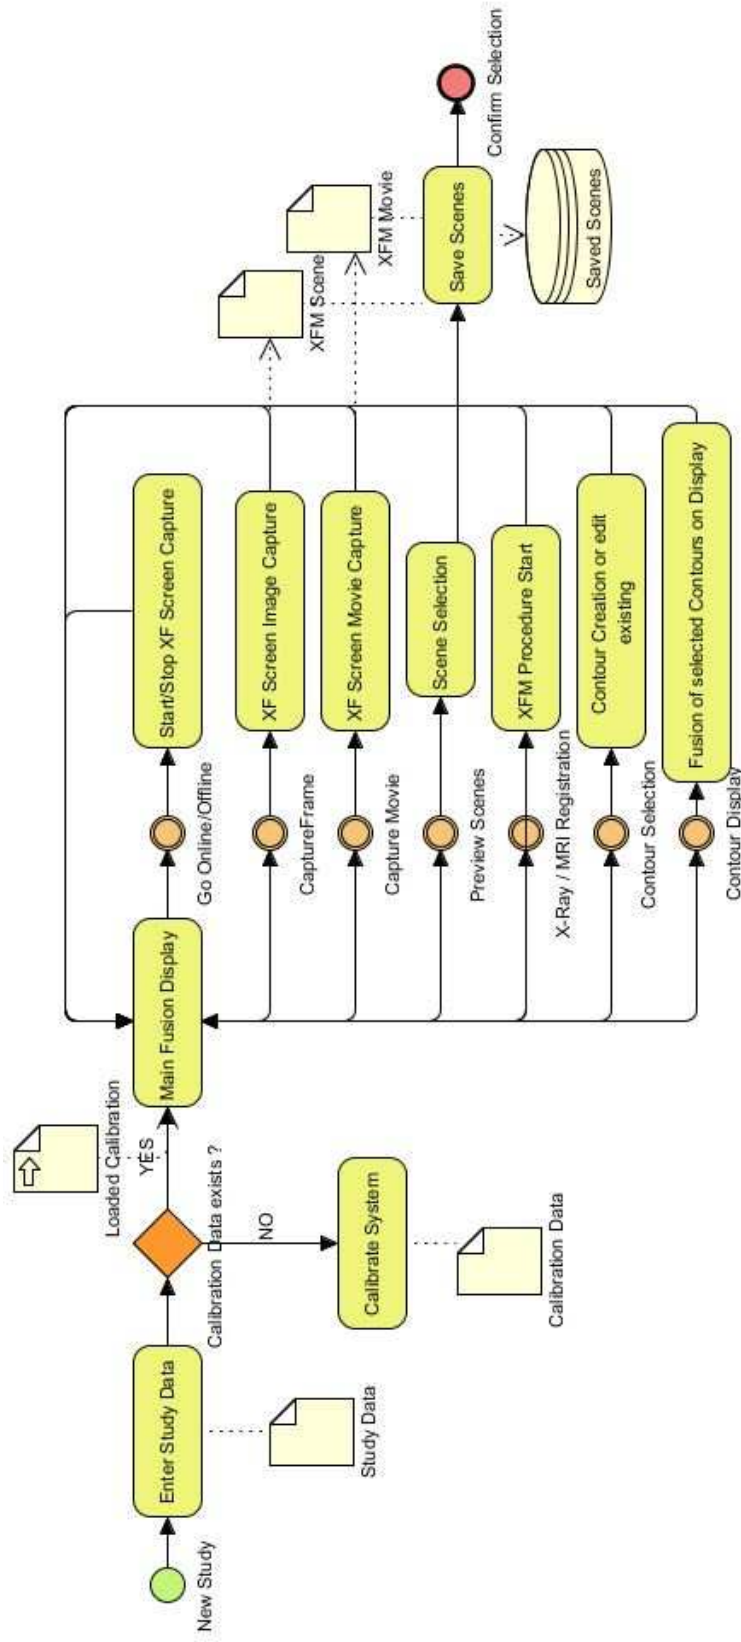 New Study
Enter Study Data
Study Data
Calibration Data exists ?
YES
NO
Loaded Calibration
Calibrate System
Calibration Data
Main Fusion Display
Go Online/Offline
Start/Stop XF Screen Capture
CaptureFrame
XF Screen Image Capture
Capture Movie
XF Screen Movie Capture
Preview Scenes
Scene Selection
X-Ray / MRI Registration
XFM Procedure Start
Contour Selection
Contour Creation or edit
existing
Contour Display
Fusion of selected Contours on Display
XFM Scene
XFM Movie
Save Scenes
Saved Scenes
Confirm Selection